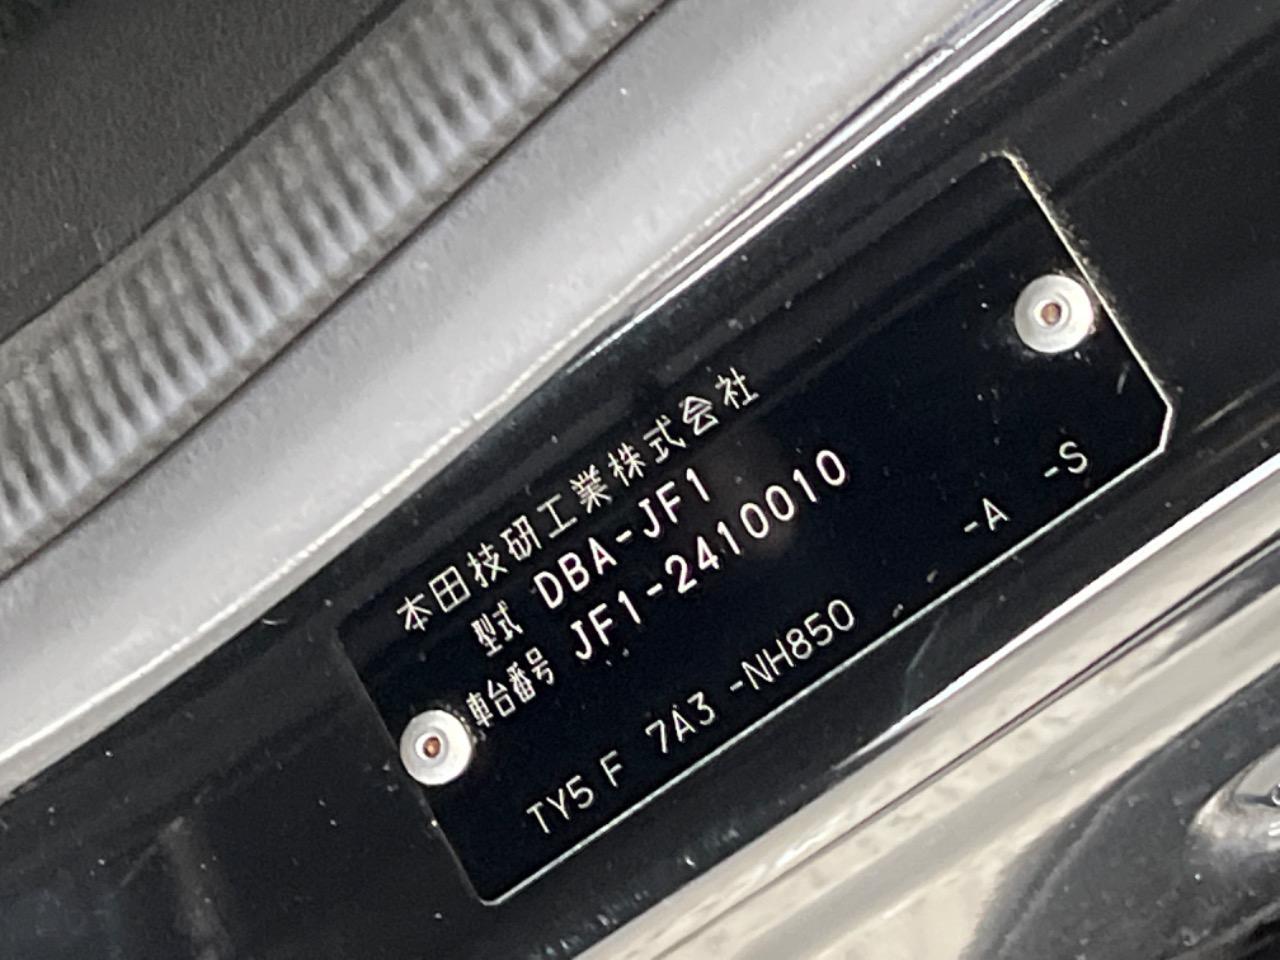 本田技研工業株式会社
型式 DBA-JF1
車台番号 JF1-2410010
TY5 F 7A3 -NH850 -A -S